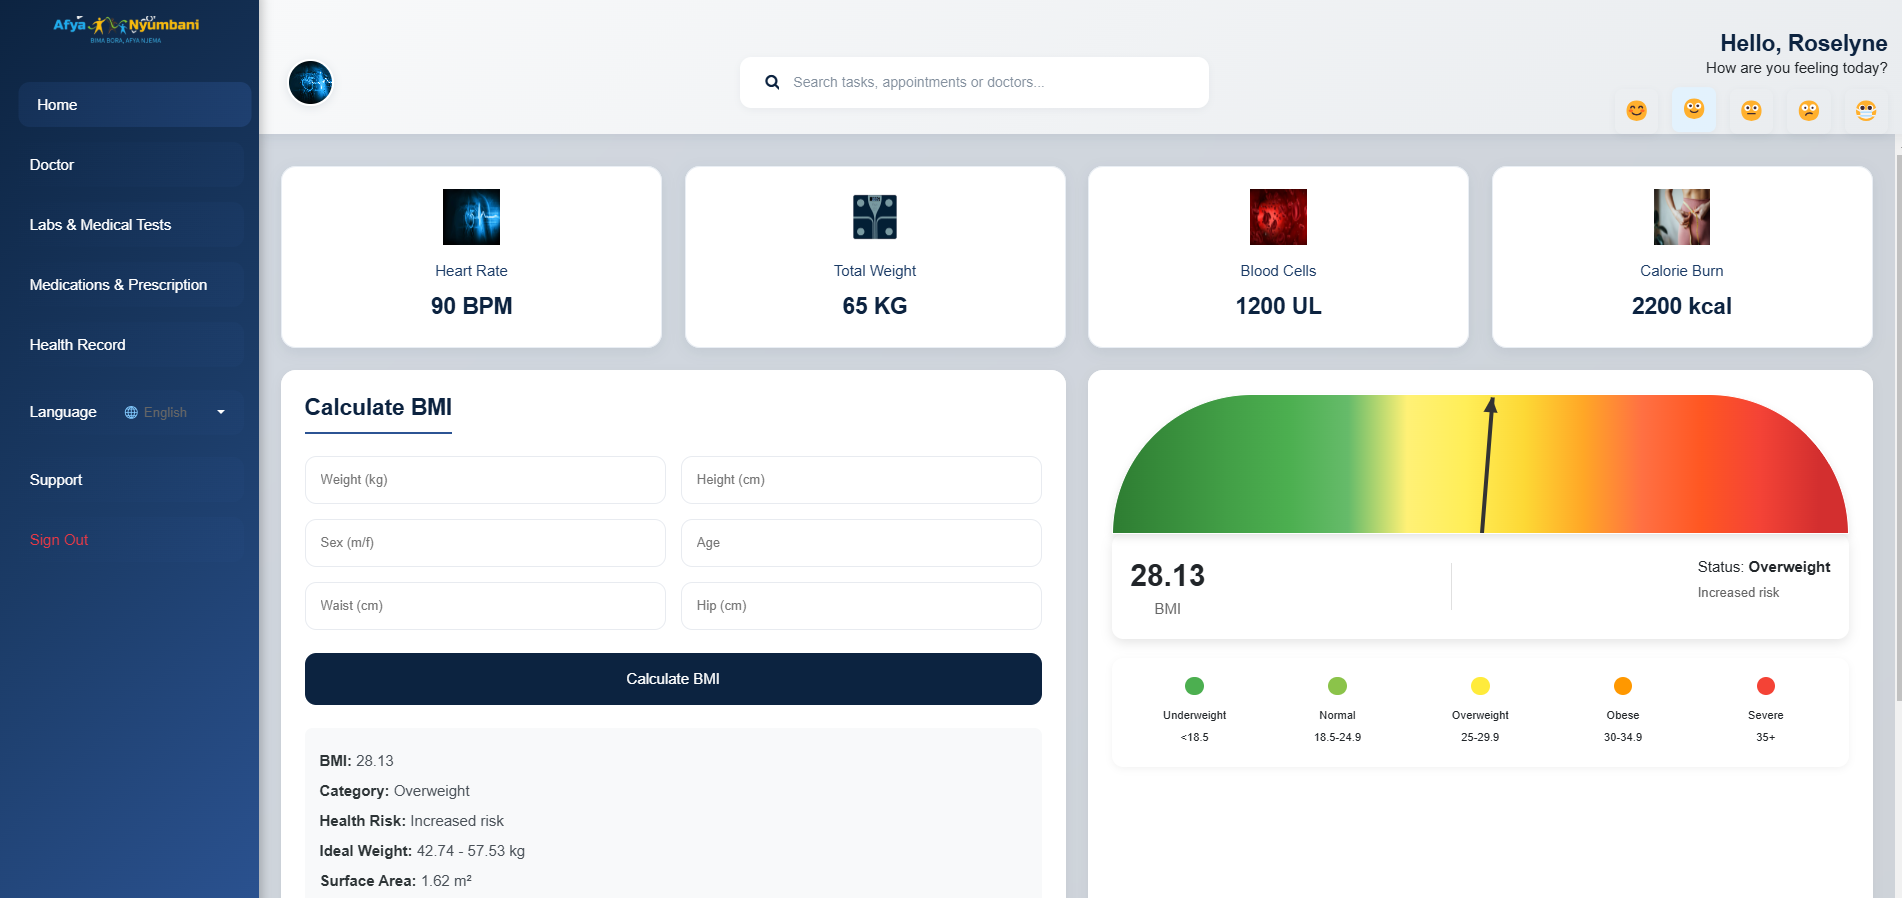 Afya Nyumbani
BIMA BORA, AFYA NJEMA
Home
Doctor
Labs & Medical Tests
Medications & Prescription
Health Record
Language English
Support
Sign Out
Search tasks, appointments or doctors...
Hello, Roselyne
How are you feeling today?
Heart Rate
90 BPM
Total Weight
65 KG
Blood Cells
1200 UL
Calorie Burn
2200 kcal
Calculate BMI
Weight (kg)
Height (cm)
Sex (m/f)
Age
Waist (cm)
Hip (cm)
Calculate BMI
BMI: 28.13
Category: Overweight
Health Risk: Increased risk
Ideal Weight: 42.74 - 57.53 kg
Surface Area: 1.62 m²
28.13
BMI
Status: Overweight
Increased risk
Underweight
<18.5
Normal
18.5-24.9
Overweight
25-29.9
Obese
30-34.9
Severe
35+